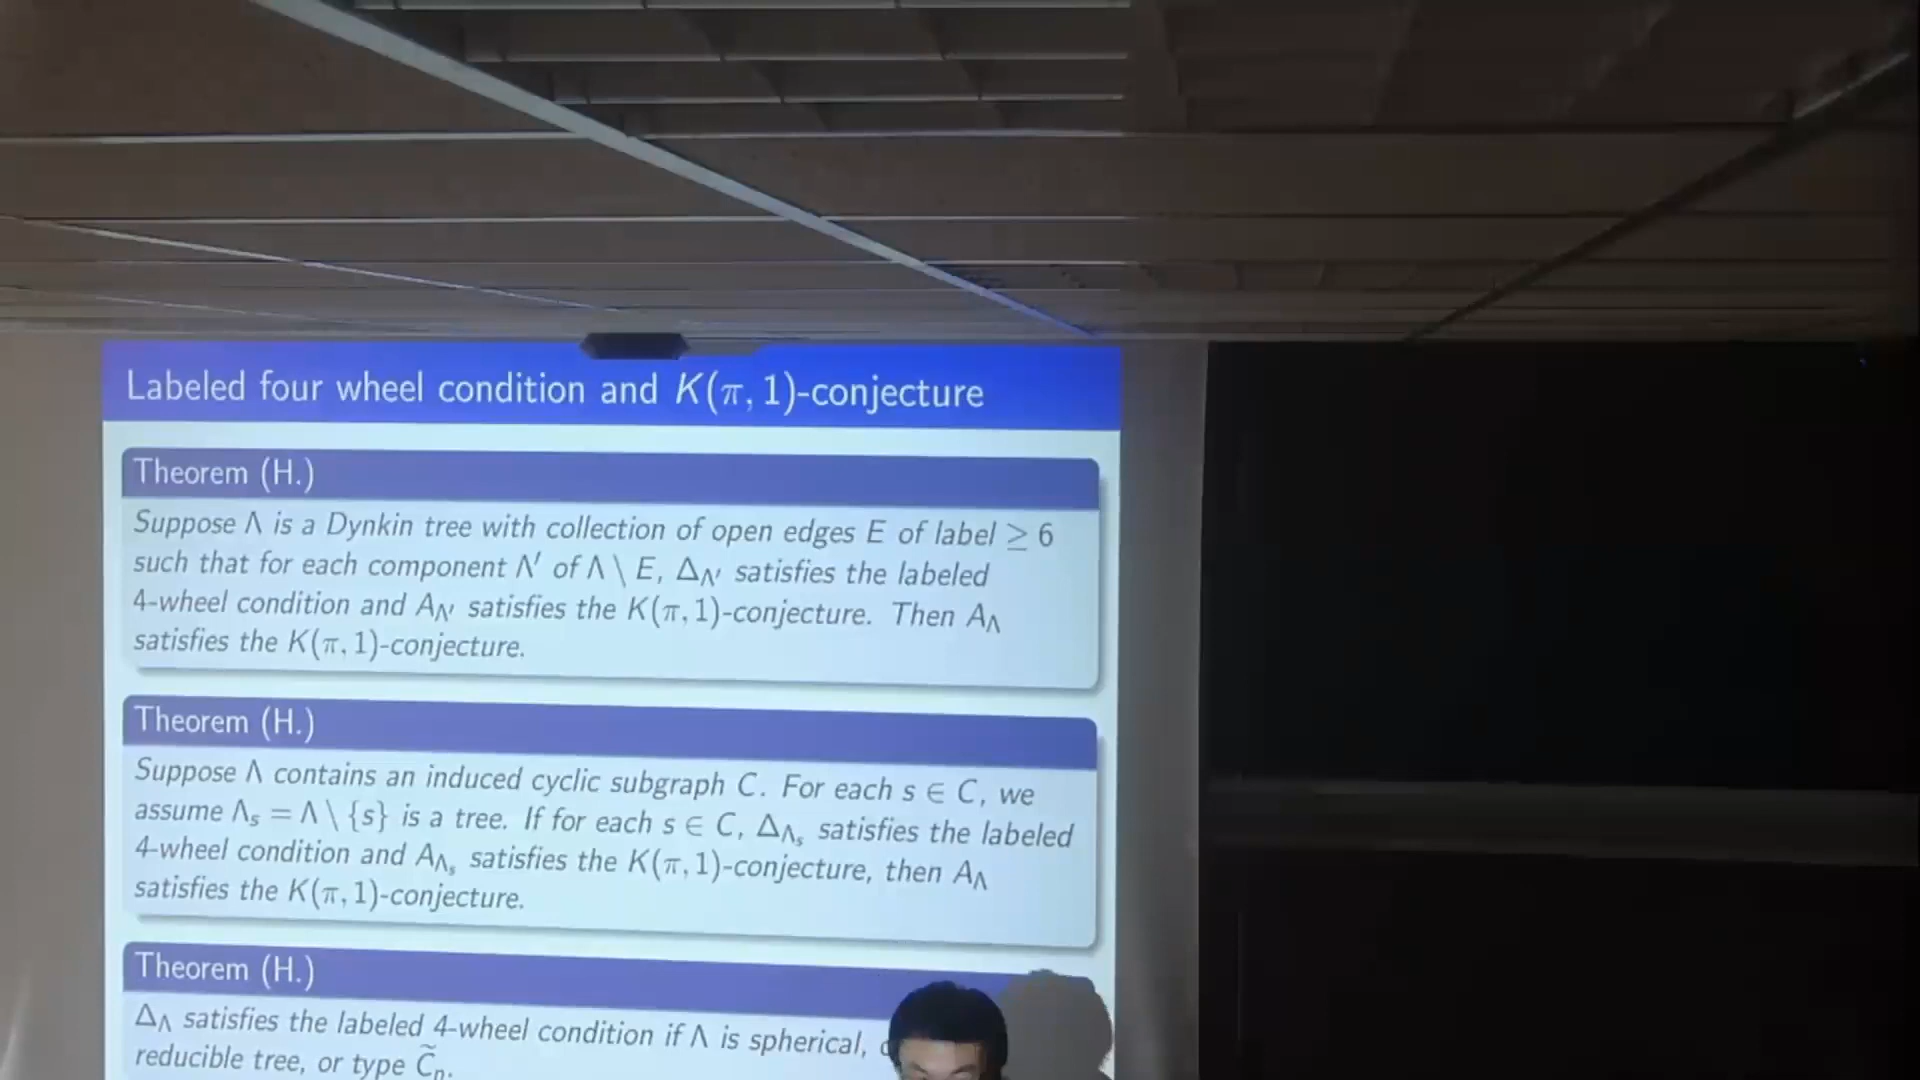 Labeled four wheel condition and K(π, 1)-conjecture
Theorem (H.)
Suppose Λ is a Dynkin tree with collection of open edges E of label ≥ 6
such that for each component Λ′ of Λ \ E, Δ_Λ′ satisfies the labeled
4-wheel condition and A_Λ′ satisfies the K(π, 1)-conjecture. Then A_Λ
satisfies the K(π, 1)-conjecture.
Theorem (H.)
Suppose Λ contains an induced cyclic subgraph C. For each s ∈ C, we
assume Λ_s = Λ \ {s} is a tree. If for each s ∈ C, Δ_Λ_s satisfies the labeled
4-wheel condition and A_Λ_s satisfies the K(π, 1)-conjecture, then A_Λ
satisfies the K(π, 1)-conjecture.
Theorem (H.)
Δ_Λ satisfies the labeled 4-wheel condition if Λ is spherical,
reducible tree, or type C̃_n.